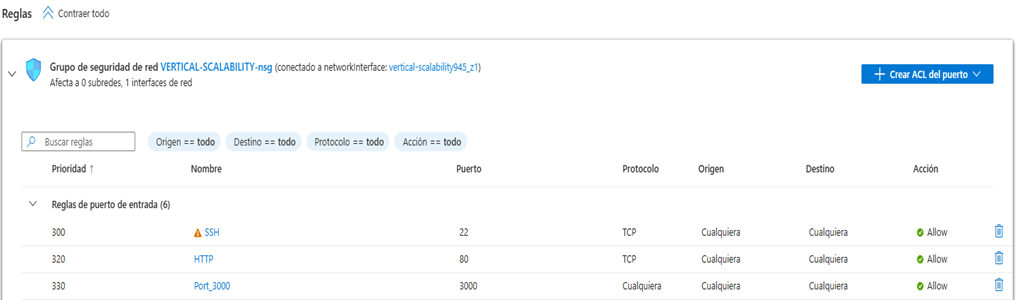 Reglas Contraer todo
Grupo de seguridad de red VERTICAL-SCALABILITY-nsg (conectado a networkInterface: vertical-scalability945_z1)
Afecta a 0 subredes, 1 interfaces de red
Crear ACL del puerto
Buscar reglas Origen == todo Destino == todo Protocolo == todo Acción == todo
Prioridad ↑ Nombre Puerto Protocolo Origen Destino Acción
Reglas de puerto de entrada (6)
300 SSH 22 TCP Cualquiera Cualquiera Allow
320 HTTP 80 TCP Cualquiera Cualquiera Allow
330 Port_3000 3000 Cualquiera Cualquiera Cualquiera Allow